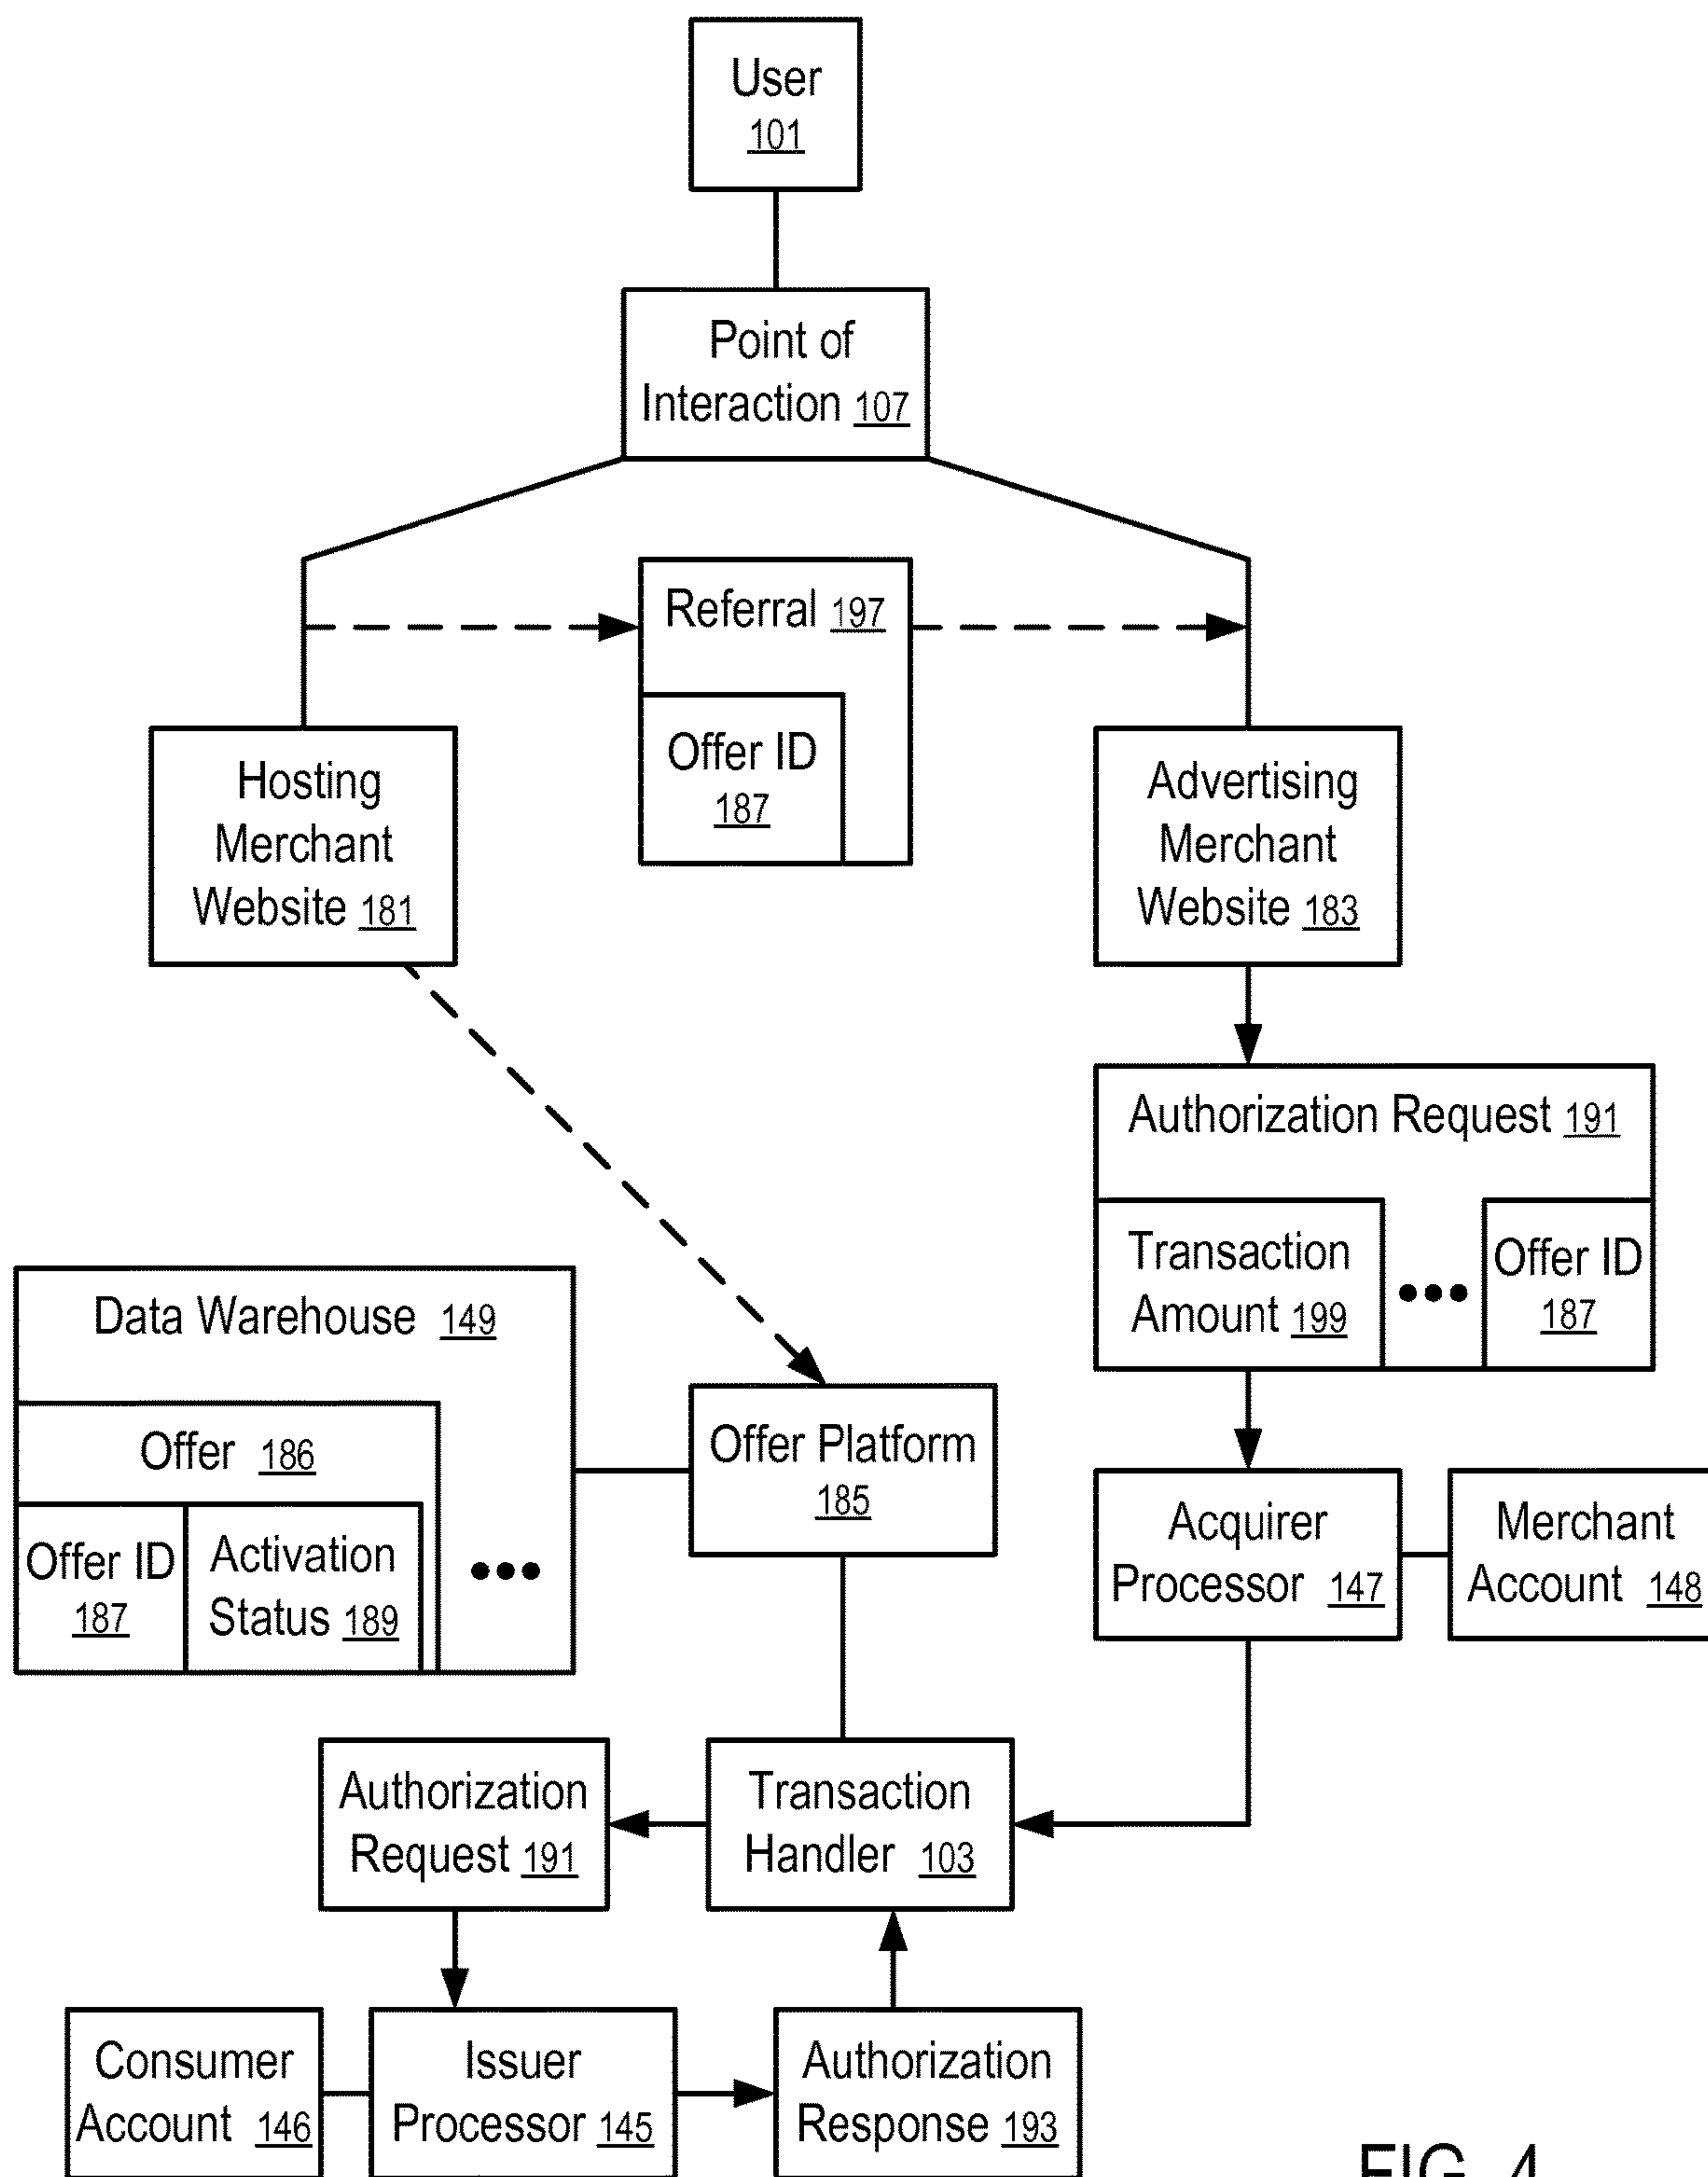 User
101
Point of
Interaction 107
Referral 197
Offer ID
187
Hosting
Merchant
Website 181
Advertising
Merchant
Website 183
Authorization Request 191
Transaction
Amount 199
•••
Offer ID
187
Data Warehouse 149
Offer 186
Offer ID
187
Activation
Status 189
•••
Offer Platform
185
Acquirer
Processor 147
Merchant
Account 148
Authorization
Request 191
Transaction
Handler 103
Consumer
Account 146
Issuer
Processor 145
Authorization
Response 193
FIG. 4